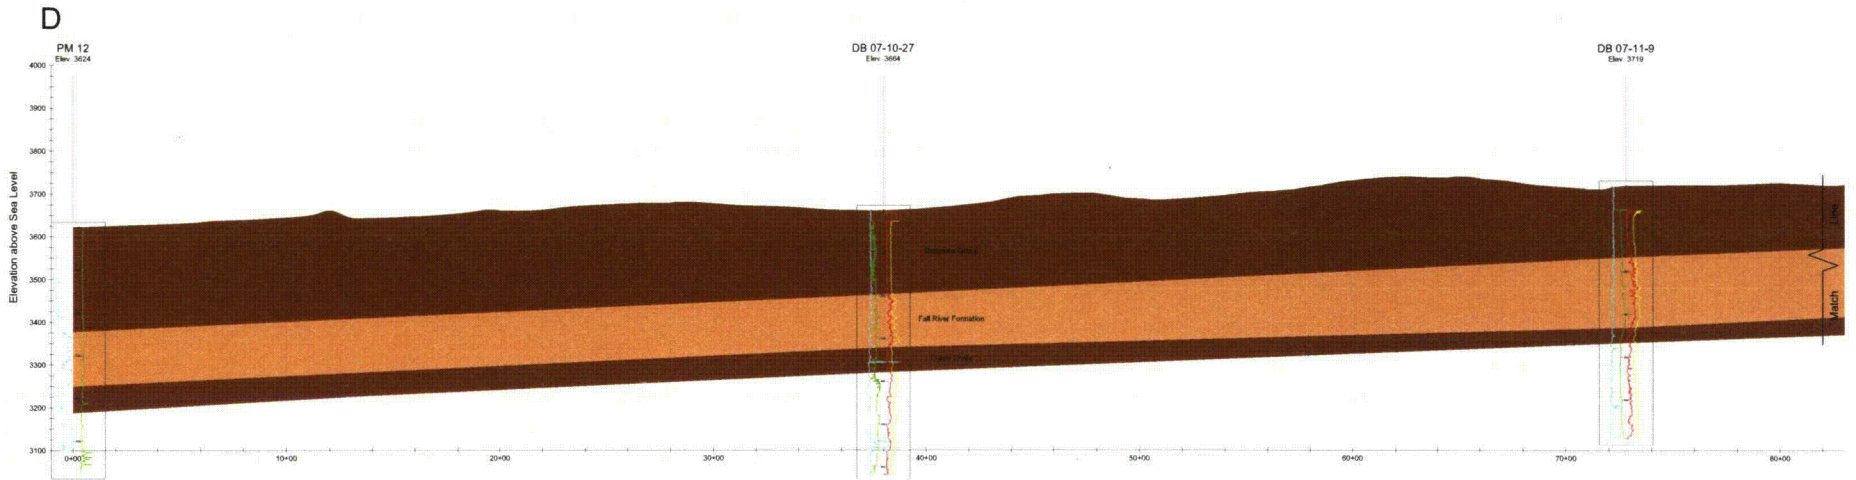 D
PM 12
Elev. 3624
DB 07-10-27
Elev. 3664
DB 07-11-9
Elev. 3719
Elevation above Sea Level
4000
3900
3800
3700
3600
3500
3400
3300
3200
3100
Fall River Formation
Line
Match
0+00
10+00
20+00
30+00
40+00
50+00
60+00
70+00
80+00